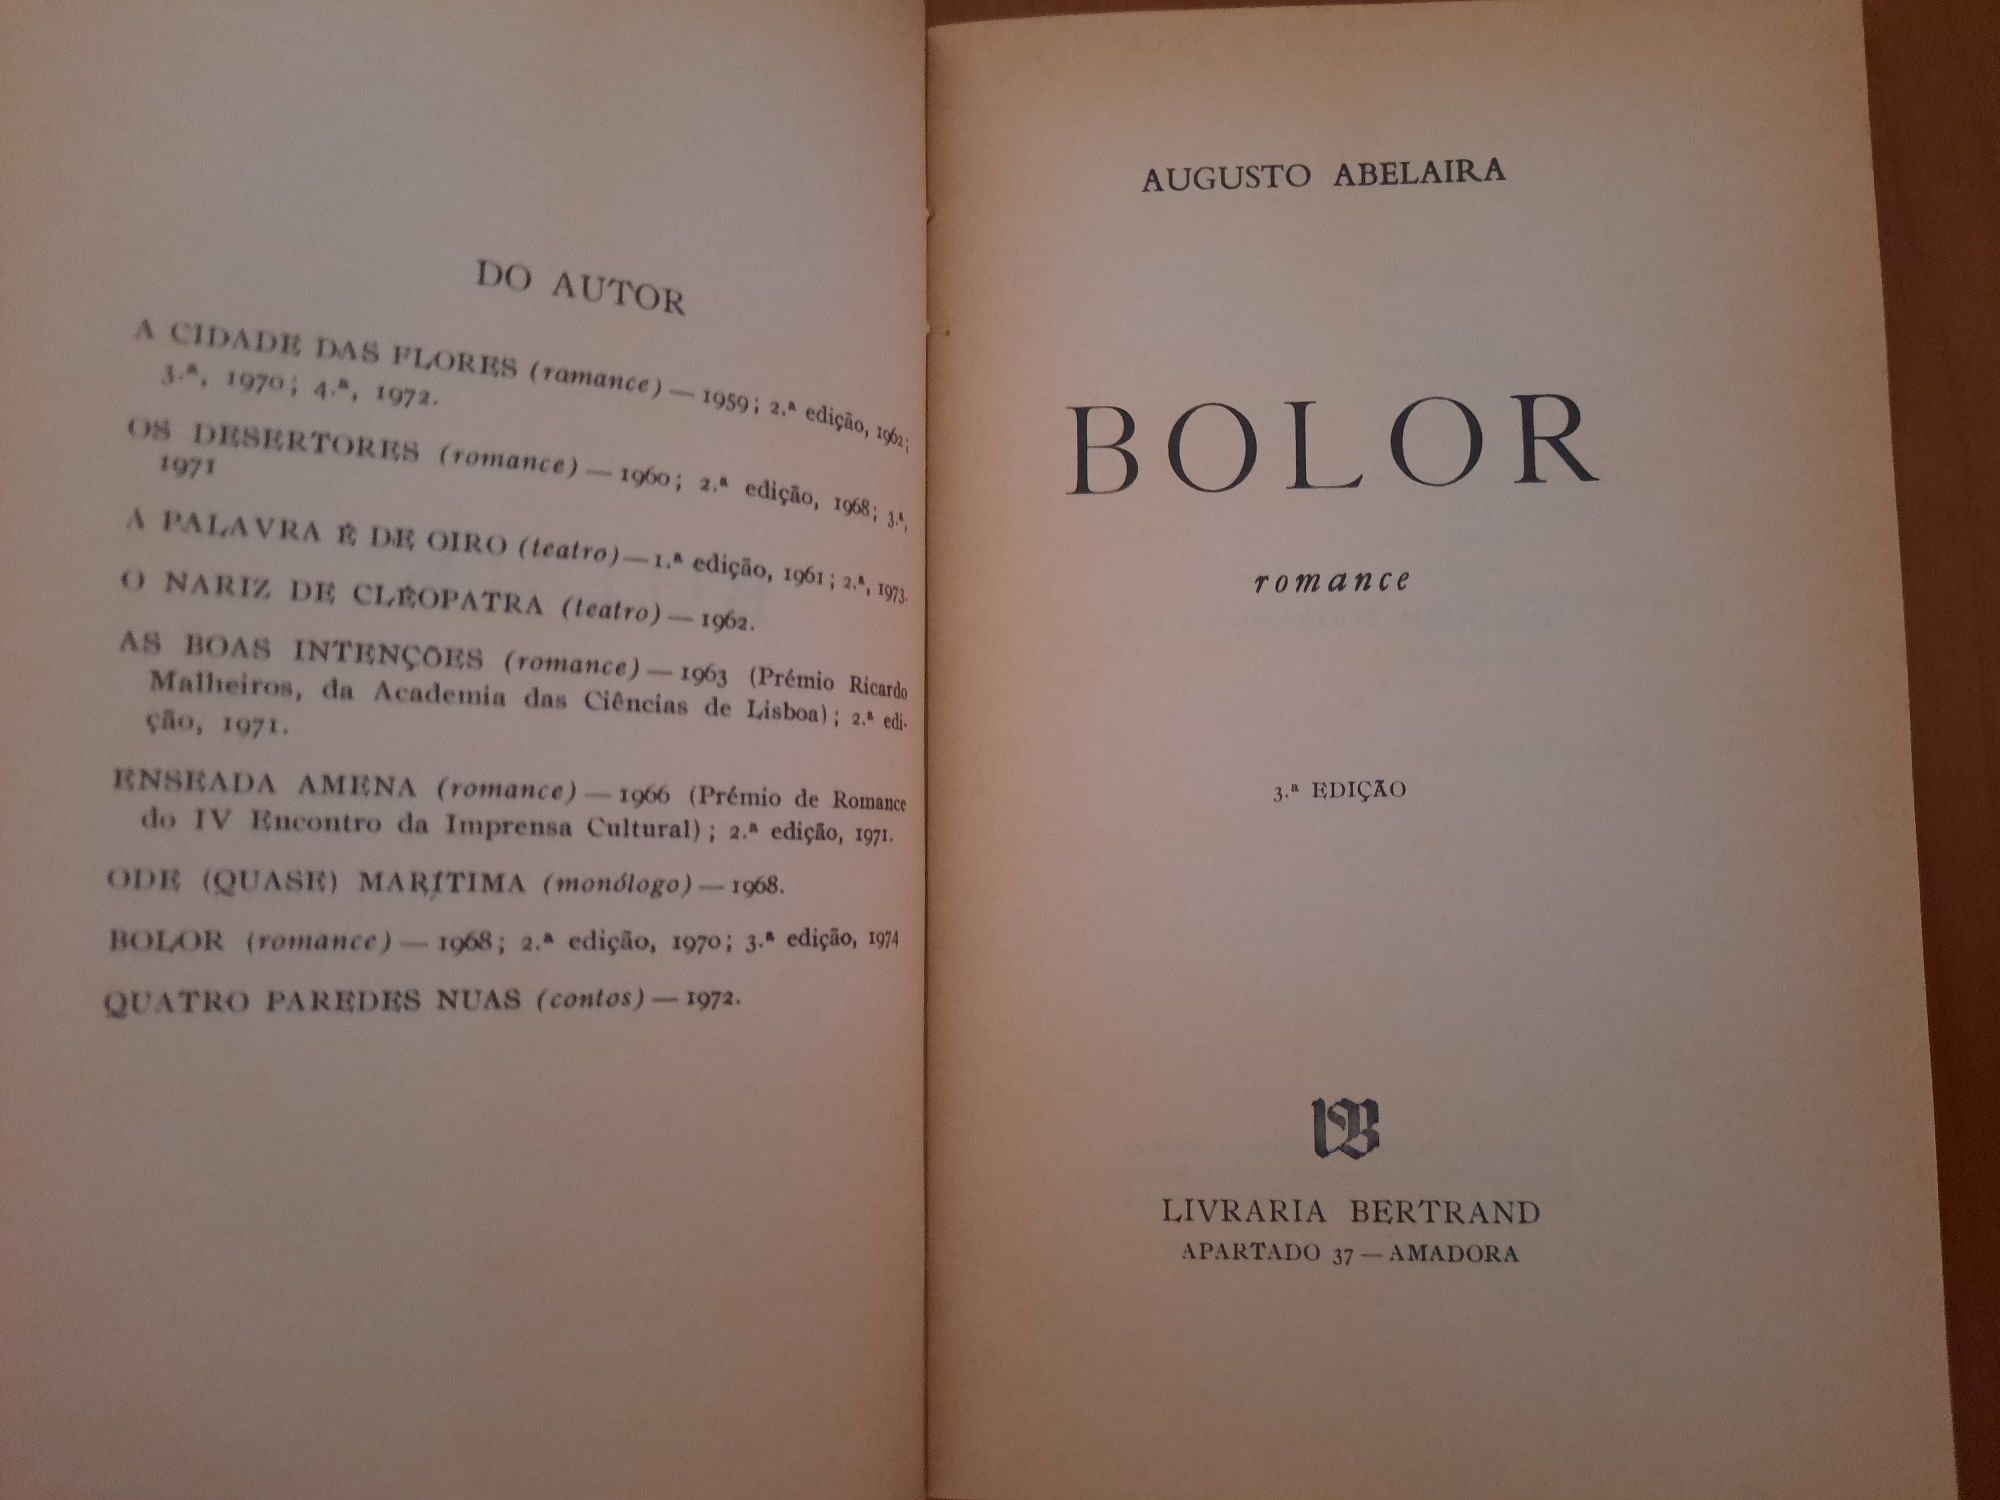 DO AUTOR
A CIDADE DAS FLORES (romance) — 1959; 2.ª edição, 1962;
3.ª, 1970; 4.ª, 1972.
OS DESERTORES (romance) — 1960; 2.ª edição, 1968; 3.ª,
1971
A PALAVRA É DE OIRO (teatro) — 1.ª edição, 1961; 2.ª, 1973.
O NARIZ DE CLEÓPATRA (teatro) — 1962.
AS BOAS INTENÇÕES (romance) — 1963 (Prémio Ricardo
Malheiros, da Academia das Ciências de Lisboa); 2.ª edi-
ção, 1971.
ENSEADA AMENA (romance) — 1966 (Prémio de Romance
do IV Encontro da Imprensa Cultural); 2.ª edição, 1971.
ODE (QUASE) MARÍTIMA (monólogo) — 1968.
BOLOR (romance) — 1968; 2.ª edição, 1970; 3.ª edição, 1974
QUATRO PAREDES NUAS (contos) — 1972.
AUGUSTO ABELAIRA
BOLOR
romance
3.ª EDIÇÃO
LB
LIVRARIA BERTRAND
APARTADO 37 — AMADORA